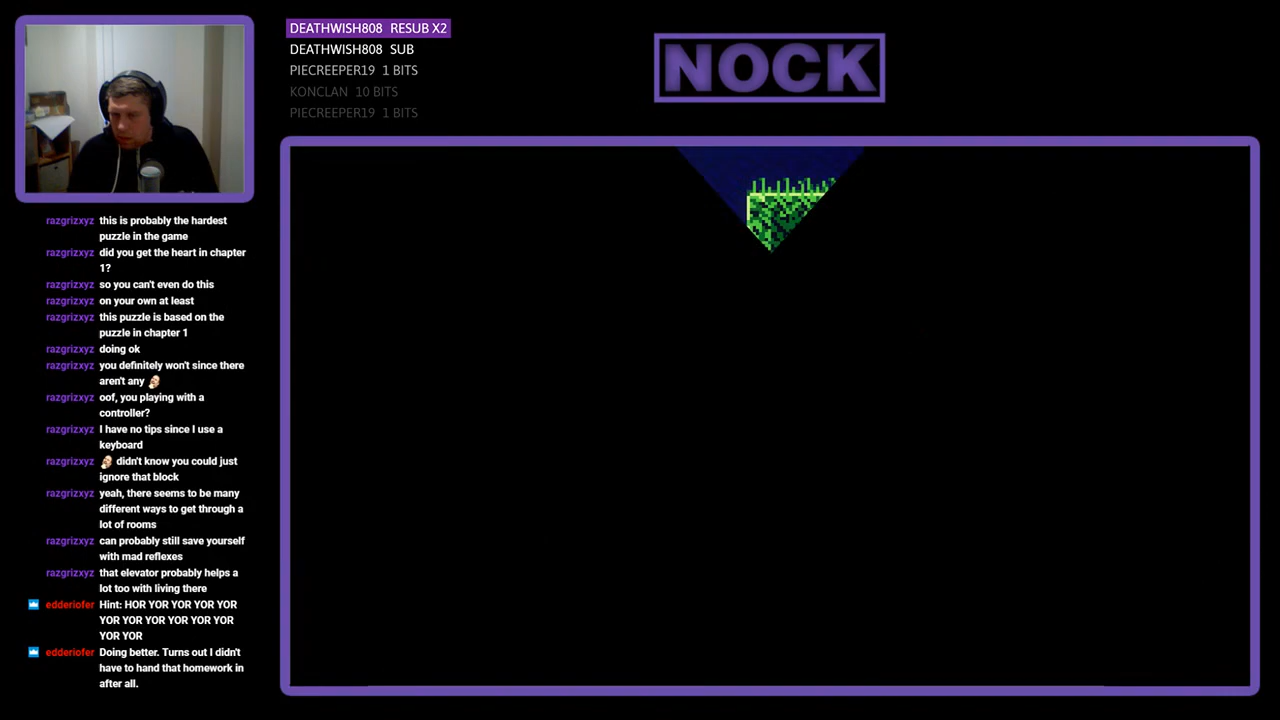 DEATHWISH808 RESUB X2
DEATHWISH808 SUB
PIECREEPER19 1 BITS
KONCLAN 10 BITS
PIECREEPER19 1 BITS
NOCK
razgrizxyz this is probably the hardest
puzzle in the game
razgrizxyz did you get the heart in chapter
1?
razgrizxyz so you can't even do this
razgrizxyz on your own at least
razgrizxyz this puzzle is based on the
puzzle in chapter 1
razgrizxyz doing ok
razgrizxyz you definitely won't since there
aren't any
razgrizxyz oof, you playing with a
controller?
razgrizxyz I have no tips since I use a
keyboard
razgrizxyz didn't know you could just
ignore that block
razgrizxyz yeah, there seems to be many
different ways to get through a
lot of rooms
razgrizxyz can probably still save yourself
with mad reflexes
razgrizxyz that elevator probably helps a
lot too with living there
edderiofer Hint: HOR YOR YOR YOR YOR
YOR YOR YOR YOR YOR YOR
YOR YOR
edderiofer Doing better. Turns out I didn't
have to hand that homework in
after all.